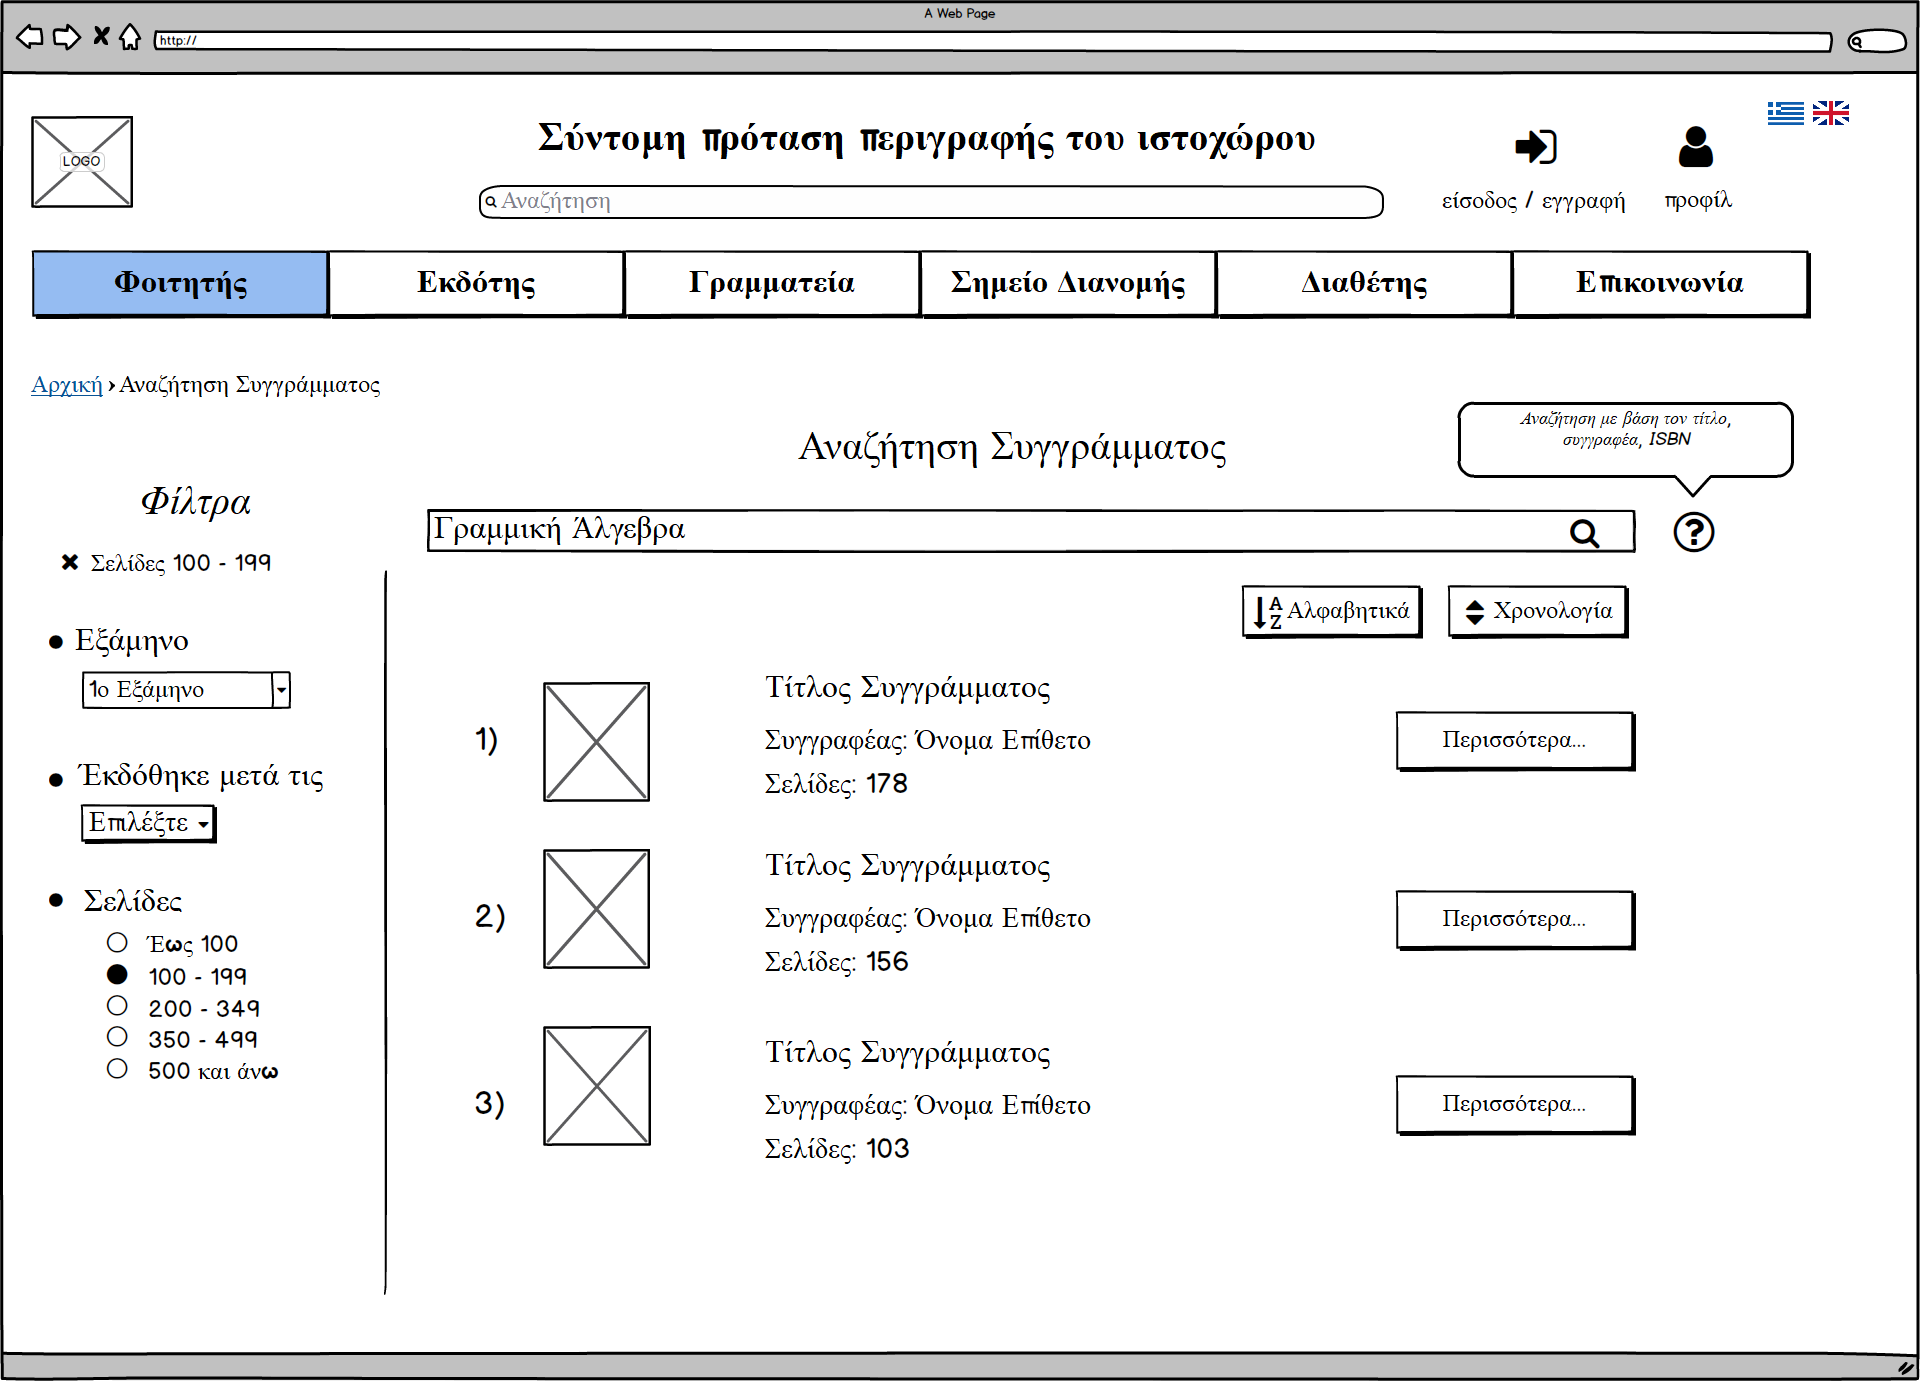 A Web Page
http://
LOGO
Σύντομη πρόταση περιγραφής του ιστοχώρου
Αναζήτηση
είσοδος / εγγραφή
προφίλ
Φοιτητής
Εκδότης
Γραμματεία
Σημείο Διανομής
Διαθέτης
Επικοινωνία
Αρχική › Αναζήτηση Συγγράμματος
Αναζήτηση με βάση τον τίτλο,
συγγραφέα, ISBN
Αναζήτηση Συγγράμματος
Φίλτρα
Γραμμική Άλγεβρα
?
Σελίδες 100 - 199
Αλφαβητικά
Χρονολογία
• Εξάμηνο
1ο Εξάμηνο
• Έκδόθηκε μετά τις
Επιλέξτε
• Σελίδες
Έως 100
100 - 199
200 - 349
350 - 499
500 και άνω
1)
Τίτλος Συγγράμματος
Συγγραφέας: Όνομα Επίθετο
Σελίδες: 178
Περισσότερα...
2)
Τίτλος Συγγράμματος
Συγγραφέας: Όνομα Επίθετο
Σελίδες: 156
Περισσότερα...
3)
Τίτλος Συγγράμματος
Συγγραφέας: Όνομα Επίθετο
Σελίδες: 103
Περισσότερα...